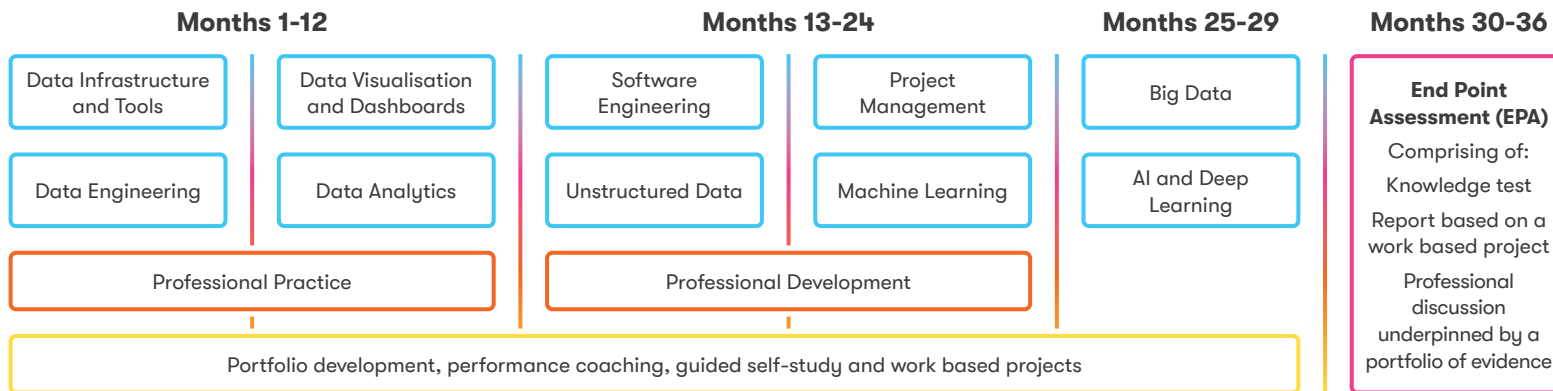 Months 1-12
Months 13-24
Months 25-29
Months 30-36
Data Infrastructure
and Tools
Data Visualisation
and Dashboards
Software
Engineering
Project
Management
Big Data
Data Engineering
Data Analytics
Unstructured Data
Machine Learning
AI and Deep
Learning
Professional Practice
Professional Development
Portfolio development, performance coaching, guided self-study and work based projects
End Point
Assessment (EPA)
Comprising of:
Knowledge test
Report based on a
work based project
Professional
discussion
underpinned by a
portfolio of evidence